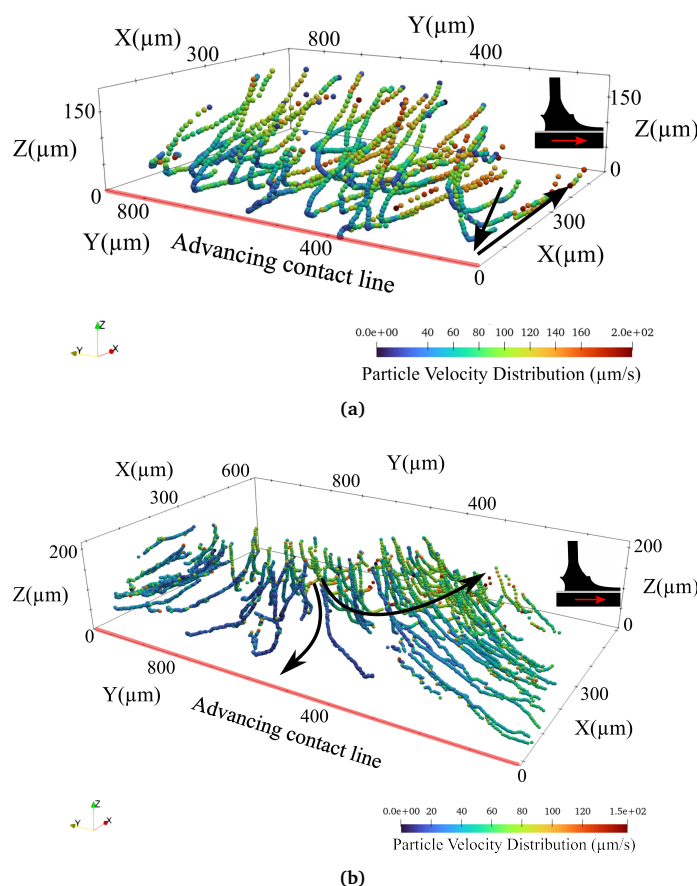 X(µm)
300
800
Y(µm)
400
150
Z(µm)
0
150
Z(µm)
0
800
Y(µm)
Advancing contact line
400
0
300
X(µm)
Z
Y
X
0.0e+00 40 60 80 100 120 140 160 2.0e+02
Particle Velocity Distribution (µm/s)
(a)
X(µm)
300
600
800
Y(µm)
400
200
Z(µm)
0
200
Z(µm)
0
800
Y(µm)
Advancing contact line
400
0
300
X(µm)
Z
Y
X
0.0e+00 20 40 60 80 100 120 1.5e+02
Particle Velocity Distribution (µm/s)
(b)